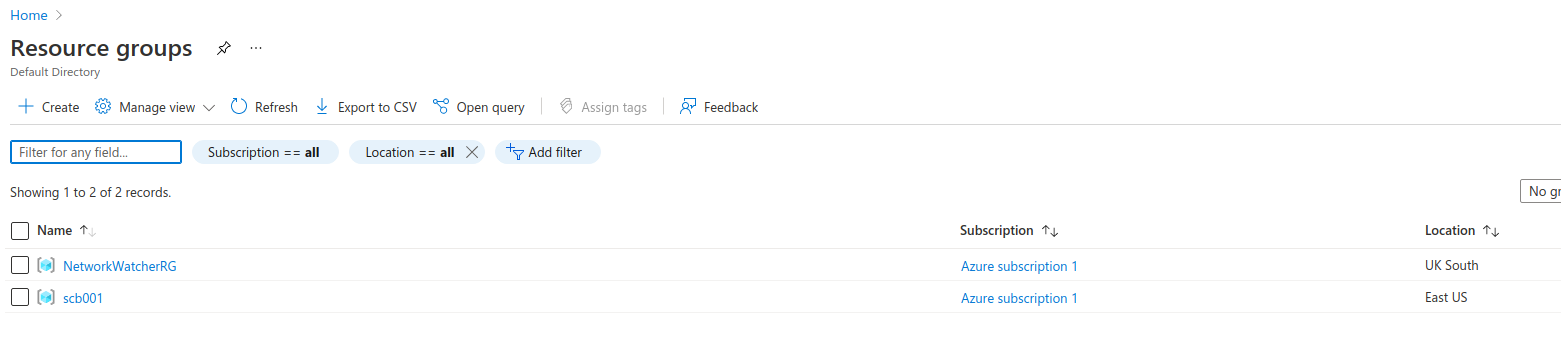 Home
Resource groups
Default Directory
Create Manage view Refresh Export to CSV Open query Assign tags Feedback
Filter for any field... Subscription == all Location == all Add filter
Showing 1 to 2 of 2 records.
No gr
Name Subscription Location
NetworkWatcherRG Azure subscription 1 UK South
scb001 Azure subscription 1 East US